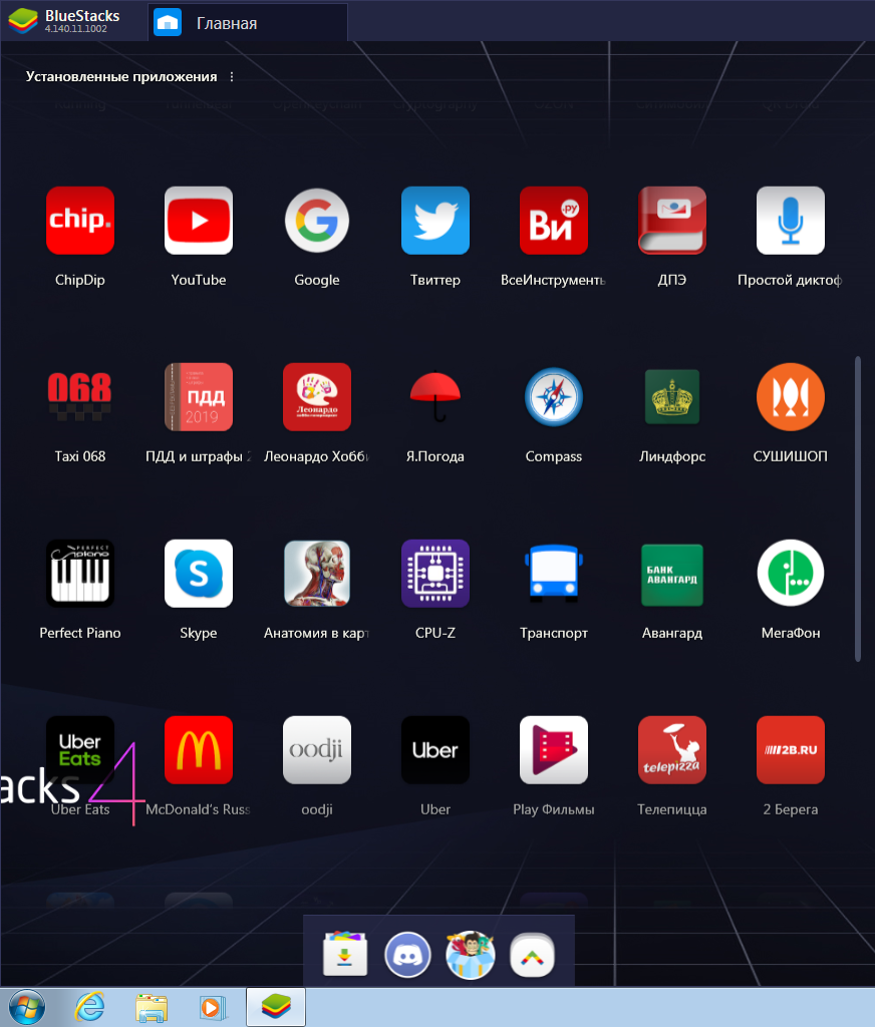 BlueStacks
4.140.11.1002
Главная
Установленные приложения
chip.
Ви
.РУ
ChipDip
YouTube
Google
Твиттер
ВсеИнструменть
ДПЭ
Простой диктоф
068
ПДД
2019
Леонардо
Taxi 068
ПДД и штрафы 2
Леонардо Хобби
Я.Погода
Compass
Линдфорс
СУШИШОП
PERFECT
piano
S
БАНК
АВАНГАРД
Perfect Piano
Skype
Анатомия в карт
CPU-Z
Транспорт
Авангард
МегаФон
Uber
Eats
oodji
Uber
telepizza
2B.RU
acks 4
Uber Eats
McDonald's Russ
oodji
Uber
Play Фильмы
Телепицца
2 Берега